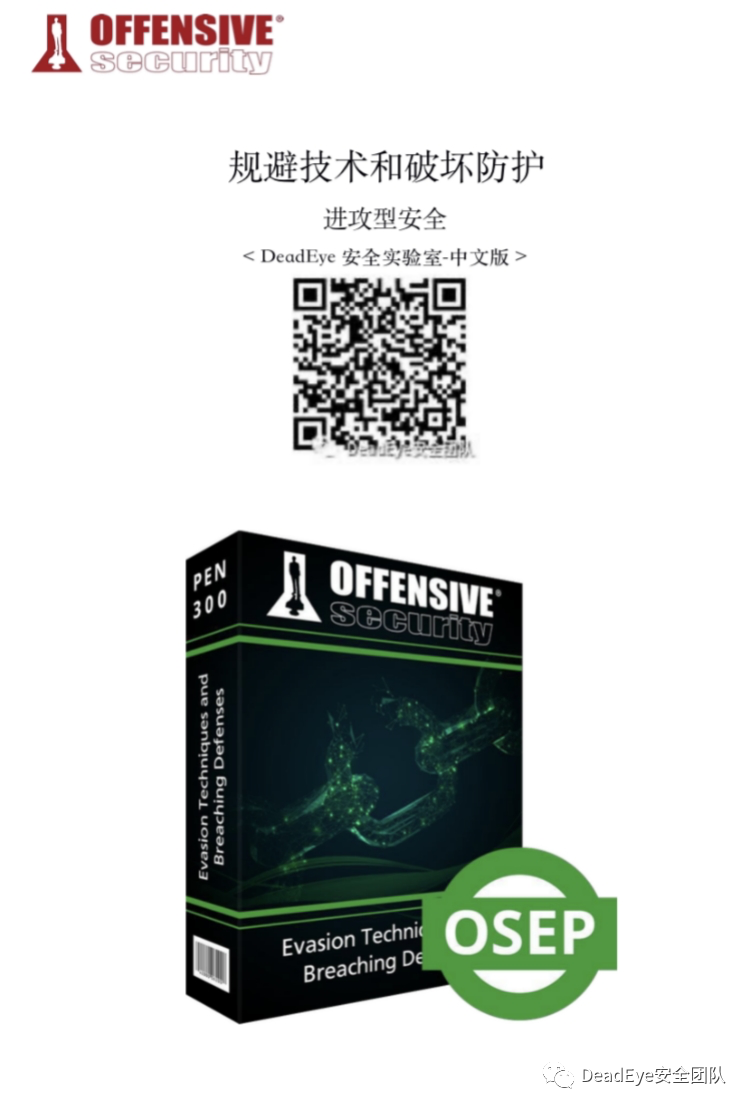 OFFENSIVE®
security
规避技术和破坏防护
进攻型安全
< DeadEye 安全实验室-中文版 >
DeadEye安全团队
PEN
300
OFFENSIVE®
security
Evasion Techniques and
Breaching Defenses
Evasion Techni
Breaching De
OSEP
DeadEye安全团队